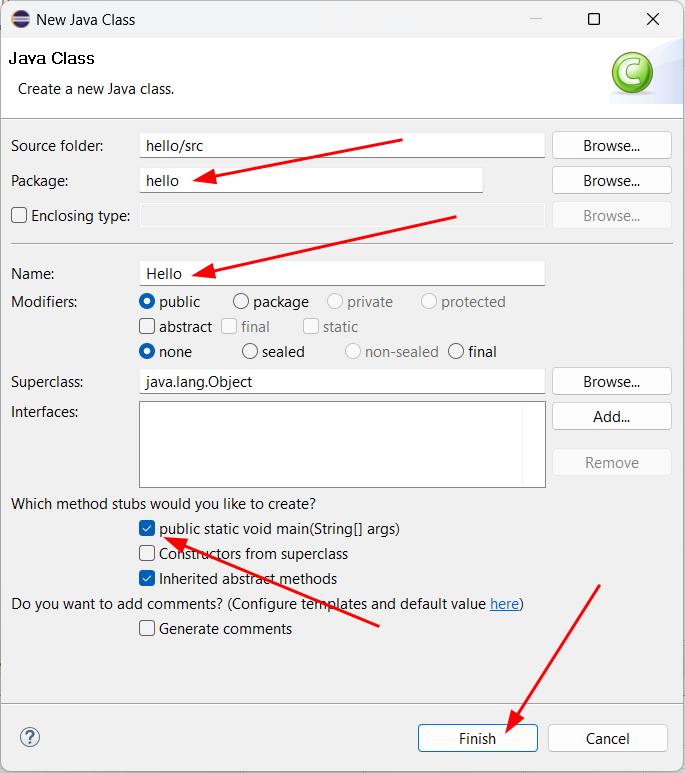 New Java Class
Java Class
Create a new Java class.
Source folder: hello/src Browse...
Package: hello Browse...
Enclosing type: Browse...
Name: Hello
Modifiers: public package private protected
abstract final static
none sealed non-sealed final
Superclass: java.lang.Object Browse...
Interfaces: Add...
Remove
Which method stubs would you like to create?
public static void main(String[] args)
Constructors from superclass
Inherited abstract methods
Do you want to add comments? (Configure templates and default value here)
Generate comments
? Finish Cancel